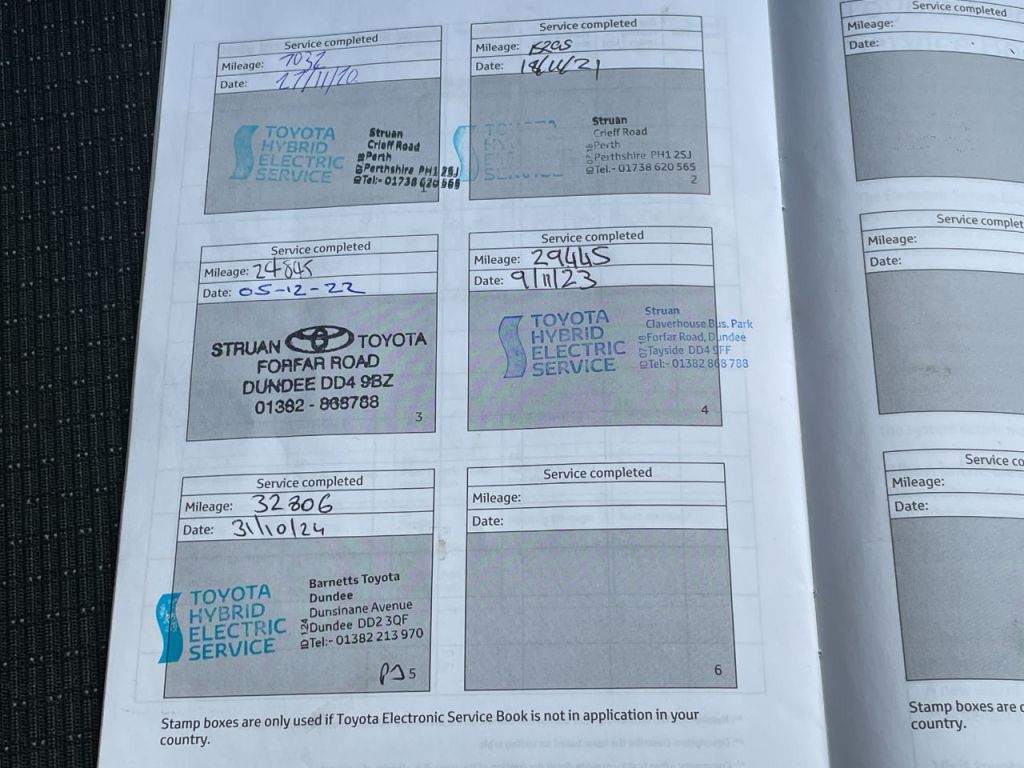 Service completed
Mileage: 7032
Date: 27/11/20
TOYOTA
HYBRID
ELECTRIC
SERVICE
Struan
Crieff Road
Perth
Perthshire PH1 2SJ
Tel:- 01738 620 565
1
Service completed
Mileage:
Date: 18/11/21
TOYOTA
HY
EL
SERVICE
Struan
Crieff Road
Perth
Perthshire PH1 2SJ
Tel:- 01738 620 565
2
Service completed
Mileage: 24845
Date: 05-12-22
STRUAN TOYOTA
FORFAR ROAD
DUNDEE DD4 9BZ
01382 - 868788
3
Service completed
Mileage: 29445
Date: 9/11/23
TOYOTA
HYBRID
ELECTRIC
SERVICE
Struan
Claverhouse Bus. Park
Forfar Road, Dundee
Tayside DD4 9FF
Tel:- 01382 868 788
4
Service completed
Mileage: 32806
Date: 31/10/24
TOYOTA
HYBRID
ELECTRIC
SERVICE
Barnetts Toyota
Dundee
Dunsinane Avenue
Dundee DD2 3QF
Tel:- 01382 213 970
5
Service completed
Mileage:
Date:
6
Stamp boxes are only used if Toyota Electronic Service Book is not in application in your
country.
Service completed
Mileage:
Date:
Service complet
Mileage:
Date:
Service co
Mileage:
Date:
Stamp boxes are o
country.